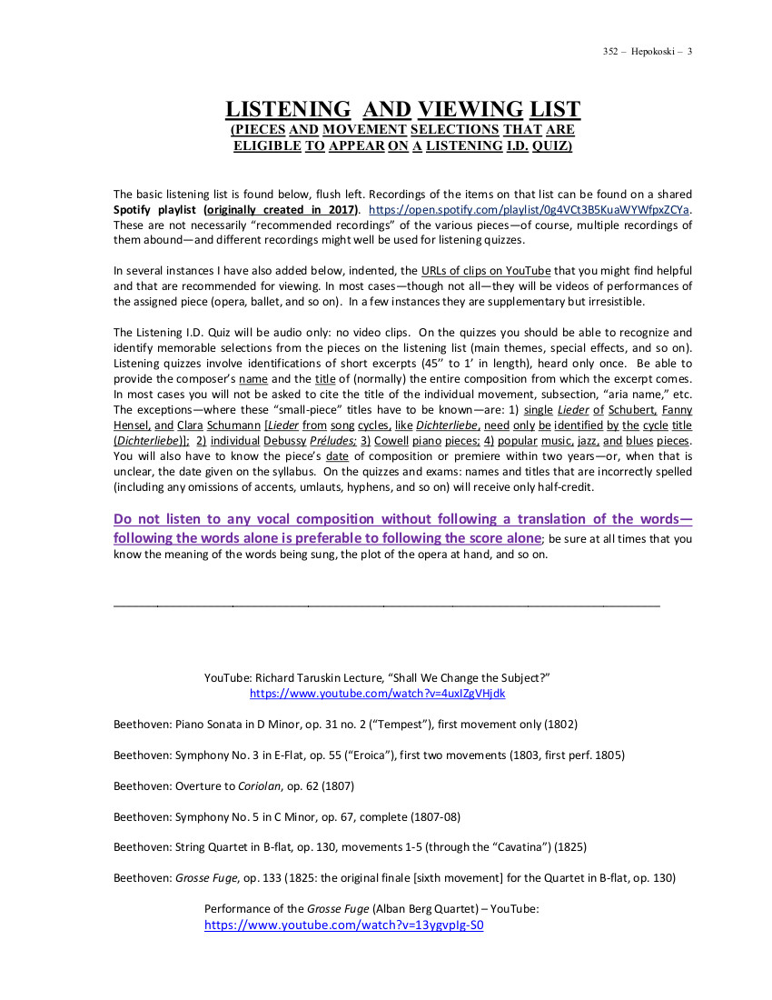 352 – Hepokoski – 3
LISTENING AND VIEWING LIST
(PIECES AND MOVEMENT SELECTIONS THAT ARE
ELIGIBLE TO APPEAR ON A LISTENING I.D. QUIZ)
The basic listening list is found below, flush left. Recordings of the items on that list can be found on a shared
Spotify playlist (originally created in 2017). https://open.spotify.com/playlist/0g4VCt3B5KuaWYWfpxZCYa.
These are not necessarily “recommended recordings” of the various pieces—of course, multiple recordings of
them abound—and different recordings might well be used for listening quizzes.
In several instances I have also added below, indented, the URLs of clips on YouTube that you might find helpful
and that are recommended for viewing. In most cases—though not all—they will be videos of performances of
the assigned piece (opera, ballet, and so on). In a few instances they are supplementary but irresistible.
The Listening I.D. Quiz will be audio only: no video clips. On the quizzes you should be able to recognize and
identify memorable selections from the pieces on the listening list (main themes, special effects, and so on).
Listening quizzes involve identifications of short excerpts (45” to 1’ in length), heard only once. Be able to
provide the composer’s name and the title of (normally) the entire composition from which the excerpt comes.
In most cases you will not be asked to cite the title of the individual movement, subsection, “aria name,” etc.
The exceptions—where these “small-piece” titles have to be known—are: 1) single Lieder of Schubert, Fanny
Hensel, and Clara Schumann [Lieder from song cycles, like Dichterliebe, need only be identified by the cycle title
(Dichterliebe)]; 2) individual Debussy Préludes; 3) Cowell piano pieces; 4) popular music, jazz, and blues pieces.
You will also have to know the piece’s date of composition or premiere within two years—or, when that is
unclear, the date given on the syllabus. On the quizzes and exams: names and titles that are incorrectly spelled
(including any omissions of accents, umlauts, hyphens, and so on) will receive only half-credit.
Do not listen to any vocal composition without following a translation of the words—
following the words alone is preferable to following the score alone; be sure at all times that you
know the meaning of the words being sung, the plot of the opera at hand, and so on.
YouTube: Richard Taruskin Lecture, “Shall We Change the Subject?”
https://www.youtube.com/watch?v=4uxIZgVHjdk
Beethoven: Piano Sonata in D Minor, op. 31 no. 2 (“Tempest”), first movement only (1802)
Beethoven: Symphony No. 3 in E-Flat, op. 55 (“Eroica”), first two movements (1803, first perf. 1805)
Beethoven: Overture to Coriolan, op. 62 (1807)
Beethoven: Symphony No. 5 in C Minor, op. 67, complete (1807-08)
Beethoven: String Quartet in B-flat, op. 130, movements 1-5 (through the “Cavatina”) (1825)
Beethoven: Grosse Fuge, op. 133 (1825: the original finale [sixth movement] for the Quartet in B-flat, op. 130)
Performance of the Grosse Fuge (Alban Berg Quartet) – YouTube:
https://www.youtube.com/watch?v=13ygvpIg-S0